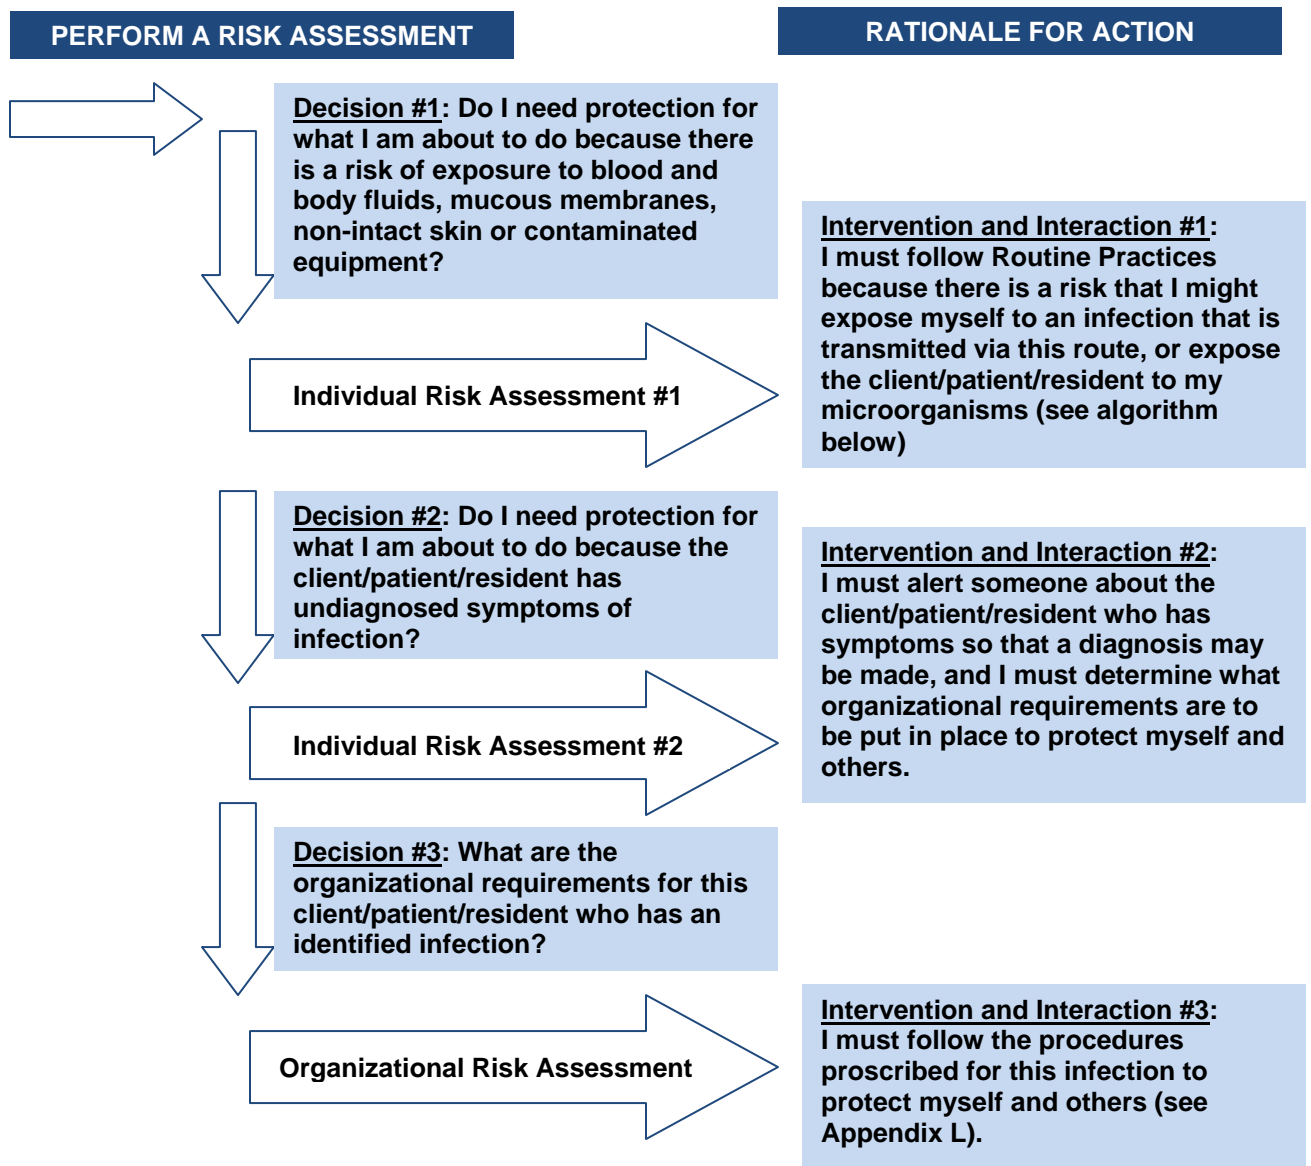 PERFORM A RISK ASSESSMENT
RATIONALE FOR ACTION
Decision #1: Do I need protection for
what I am about to do because there
is a risk of exposure to blood and
body fluids, mucous membranes,
non-intact skin or contaminated
equipment?
Individual Risk Assessment #1
Intervention and Interaction #1:
I must follow Routine Practices
because there is a risk that I might
expose myself to an infection that is
transmitted via this route, or expose
the client/patient/resident to my
microorganisms (see algorithm
below)
Decision #2: Do I need protection for
what I am about to do because the
client/patient/resident has
undiagnosed symptoms of
infection?
Individual Risk Assessment #2
Intervention and Interaction #2:
I must alert someone about the
client/patient/resident who has
symptoms so that a diagnosis may
be made, and I must determine what
organizational requirements are to
be put in place to protect myself and
others.
Decision #3: What are the
organizational requirements for this
client/patient/resident who has an
identified infection?
Organizational Risk Assessment
Intervention and Interaction #3:
I must follow the procedures
proscribed for this infection to
protect myself and others (see
Appendix L).